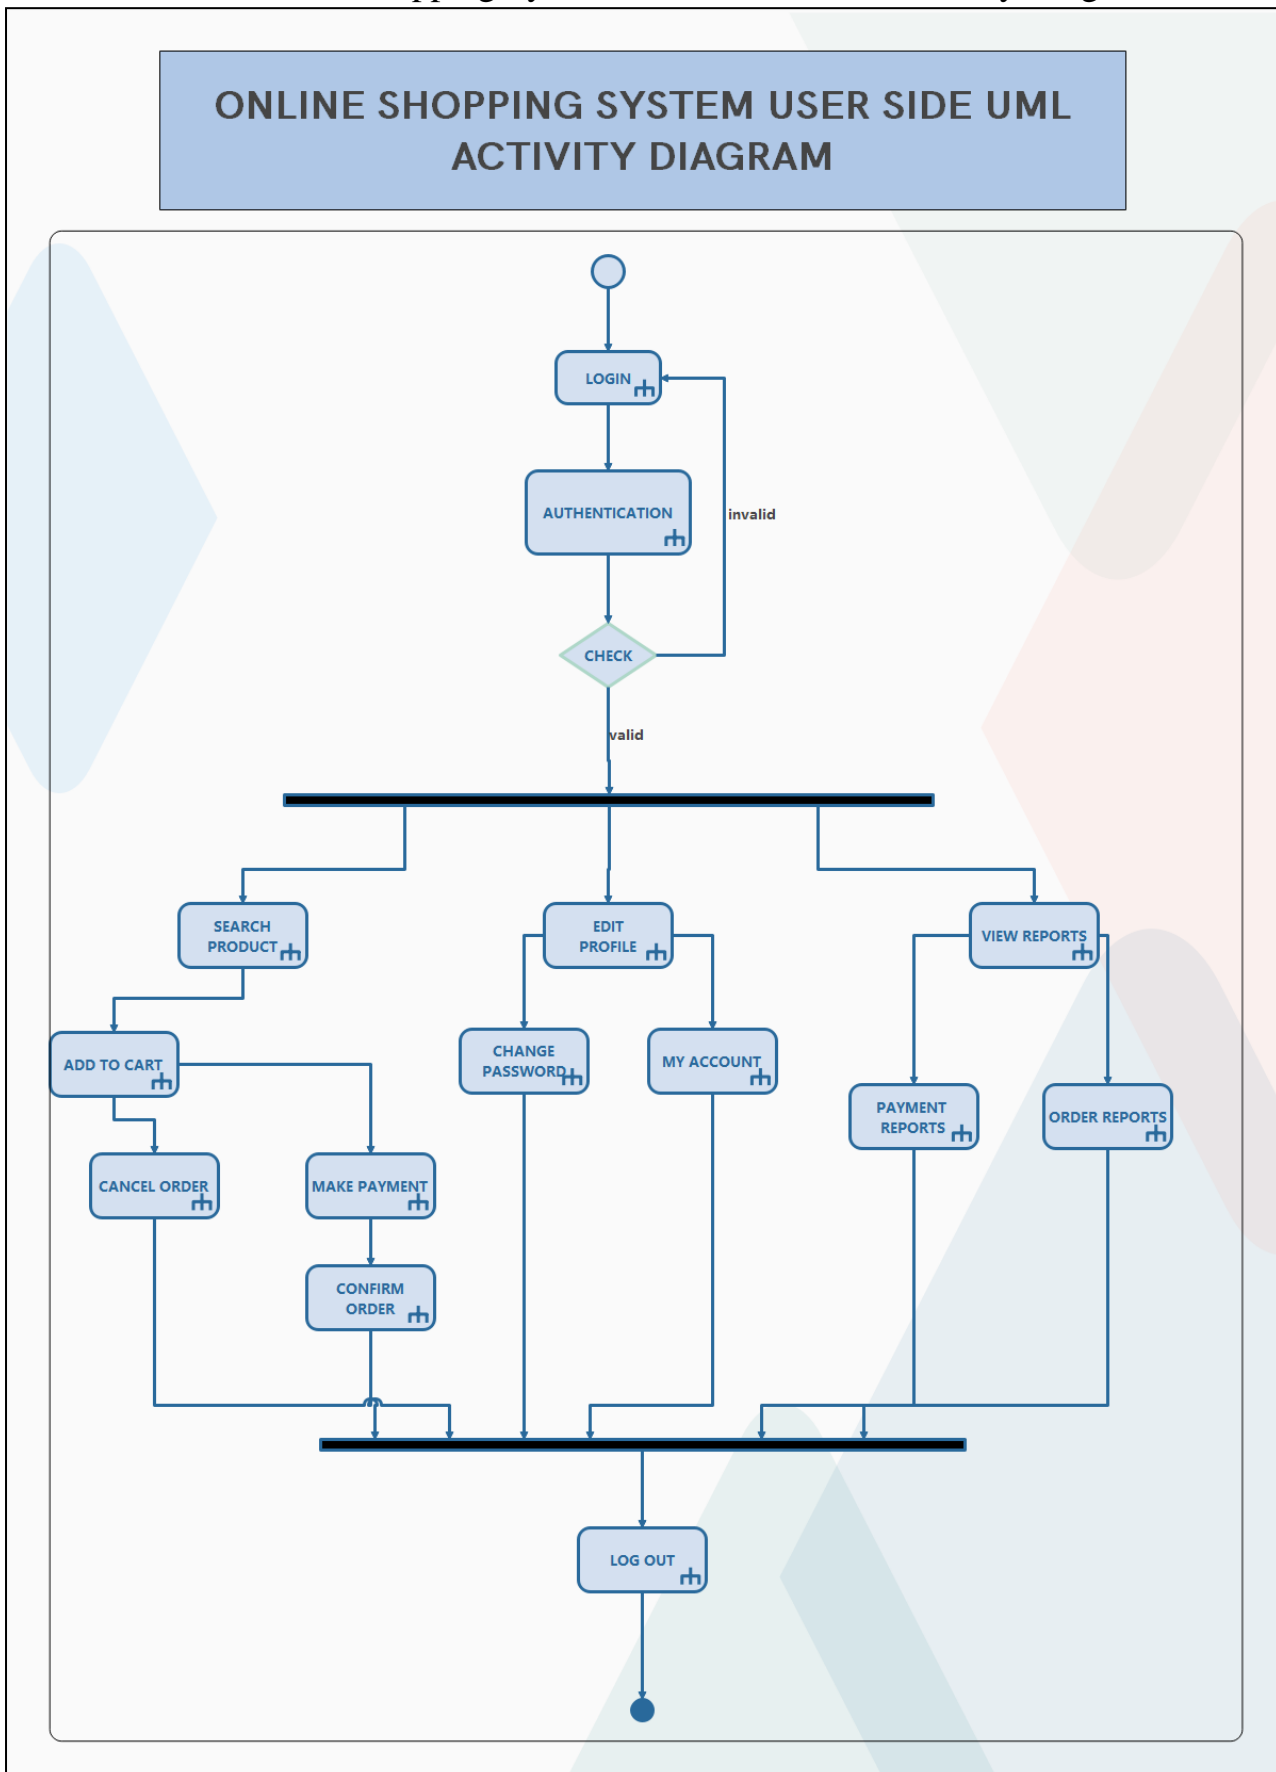 ONLINE SHOPPING SYSTEM USER SIDE UML
ACTIVITY DIAGRAM
LOGIN
AUTHENTICATION
invalid
CHECK
valid
SEARCH
PRODUCT
EDIT
PROFILE
VIEW REPORTS
ADD TO CART
CHANGE
PASSWORD
MY ACCOUNT
PAYMENT
REPORTS
ORDER REPORTS
CANCEL ORDER
MAKE PAYMENT
CONFIRM
ORDER
LOG OUT